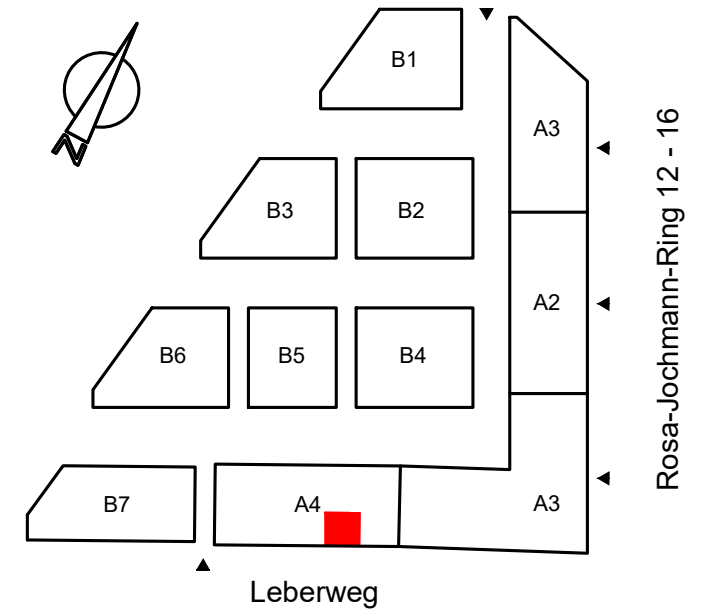 B1
A3
N
B3
B2
A2
B6
B5
B4
B7
A4
A3
Rosa-Jochmann-Ring 12 - 16
Leberweg